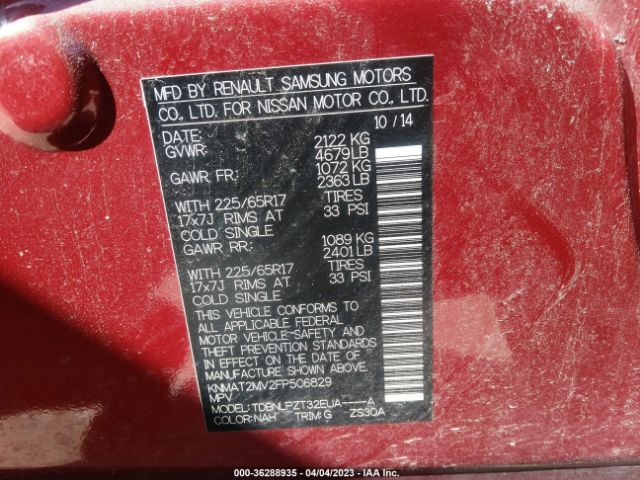 MFD BY RENAULT SAMSUNG MOTORS
CO., LTD. FOR NISSAN MOTOR CO., LTD.
DATE: 10/14
GVWR: 2122 KG
4679LB
GAWR FR: 1072 KG
2363LB
WITH 225/65R17 TIRES
17x7J RIMS AT 33 PSI
COLD SINGLE
GAWR RR: 1089 KG
2401LB
WITH 225/65R17 TIRES
17x7J RIMS AT 33 PSI
COLD SINGLE
THIS VEHICLE CONFORMS TO
ALL APPLICABLE FEDERAL
MOTOR VEHICLE-SAFETY AND
THEFT PREVENTION STANDARDS
IN EFFECT ON THE DATE OF
MANUFACTURE SHOWN ABOVE.
KNMAT2MV2FP506829
MPV
MODEL:TDBNLPZT32EUA----A
COLOR:NAH TRIM:G ZS30A
000-36288935 - 04/04/2023 - IAA Inc.